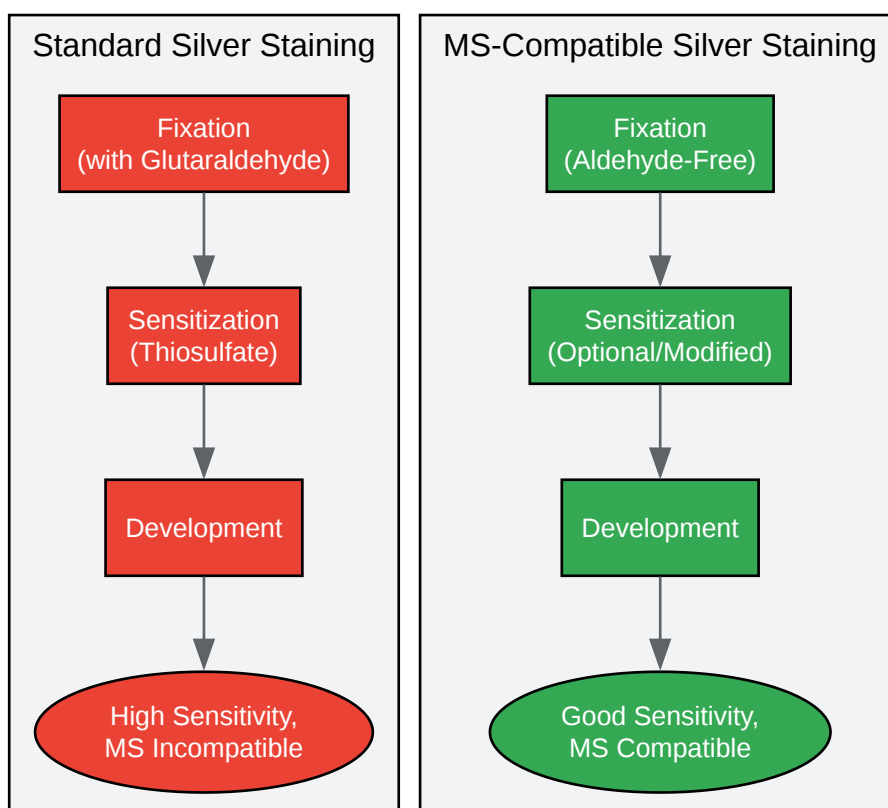 Standard Silver Staining
Fixation
(with Glutaraldehyde)
Sensitization
(Thiosulfate)
Development
High Sensitivity,
MS Incompatible
MS-Compatible Silver Staining
Fixation
(Aldehyde-Free)
Sensitization
(Optional/Modified)
Development
Good Sensitivity,
MS Compatible